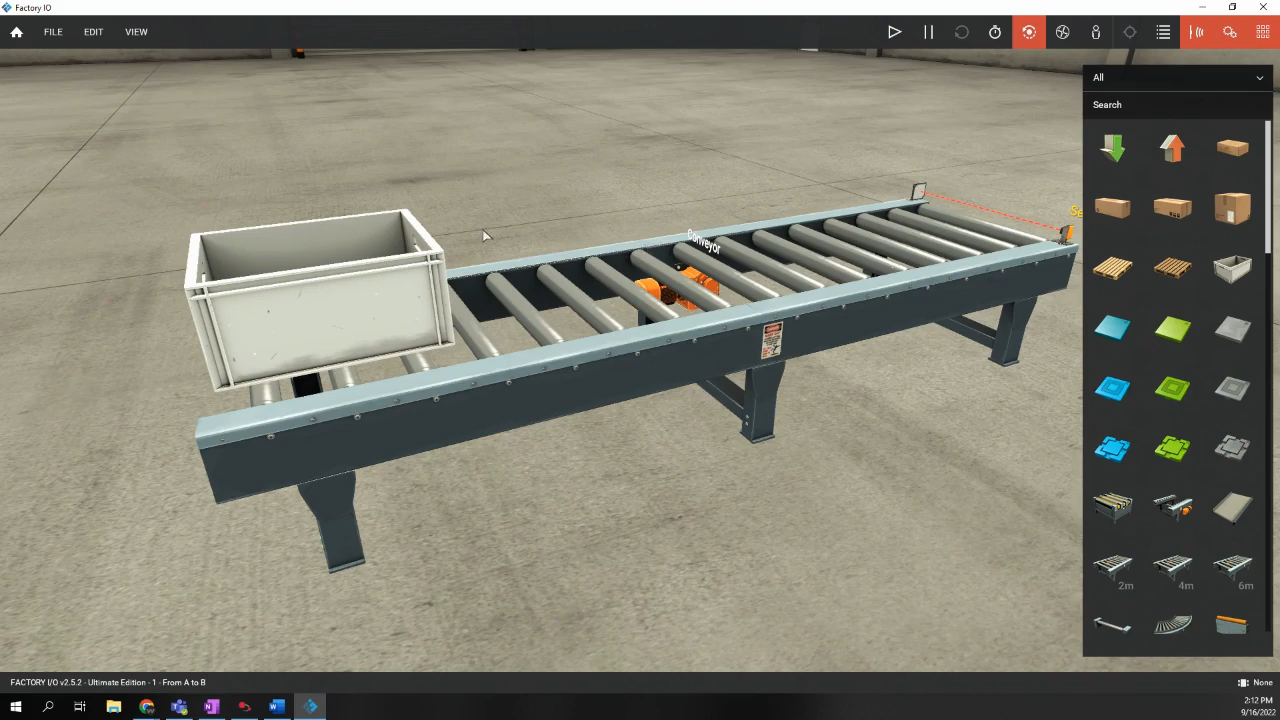 Factory IO
FILE EDIT VIEW
All
Search
Conveyor
Se
2m 4m 6m
FACTORY I/O v2.5.2 - Ultimate Edition - 1 - From A to B
None
2:12 PM
9/16/2022